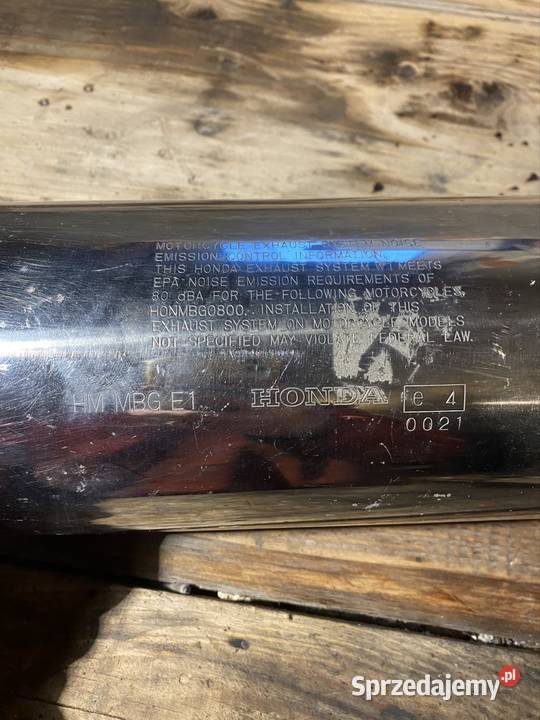 MOTORCYCLE EXHAUST SYSTEM NOISE
EMISSION CONTROL INFORMATION.
THIS HONDA EXHAUST SYSTEM W1 MEETS
EPA NOISE EMISSION REQUIREMENTS OF
80 dBA FOR THE FOLLOWING MOTORCYCLES
HONMBG0800. INSTALLATION OF THIS
EXHAUST SYSTEM ON MOTORCYCLE MODELS
NOT SPECIFIED MAY VIOLATE FEDERAL LAW.
HM MBG E1 HONDA e 4
0021
Sprzedajemy.pl